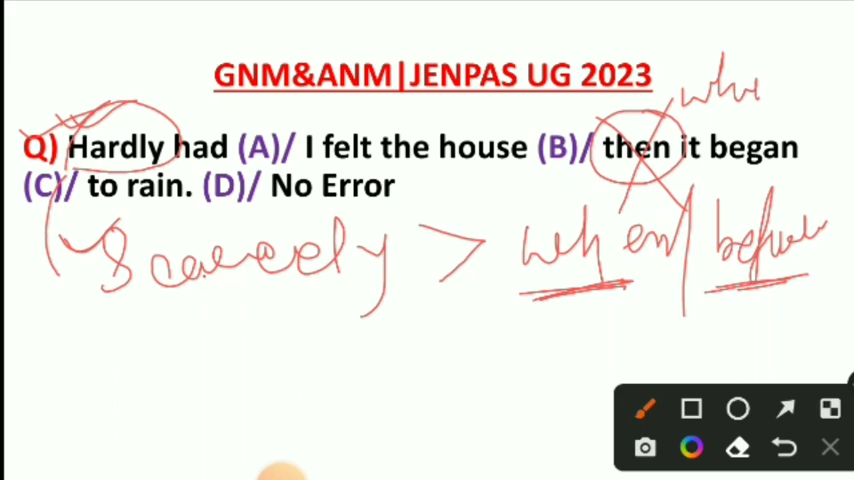 GNM&ANM|JENPAS UG 2023
whe
Q) Hardly had (A)/ I felt the house (B)/ then it began
(C)/ to rain. (D)/ No Error
Scarcely > when/ before